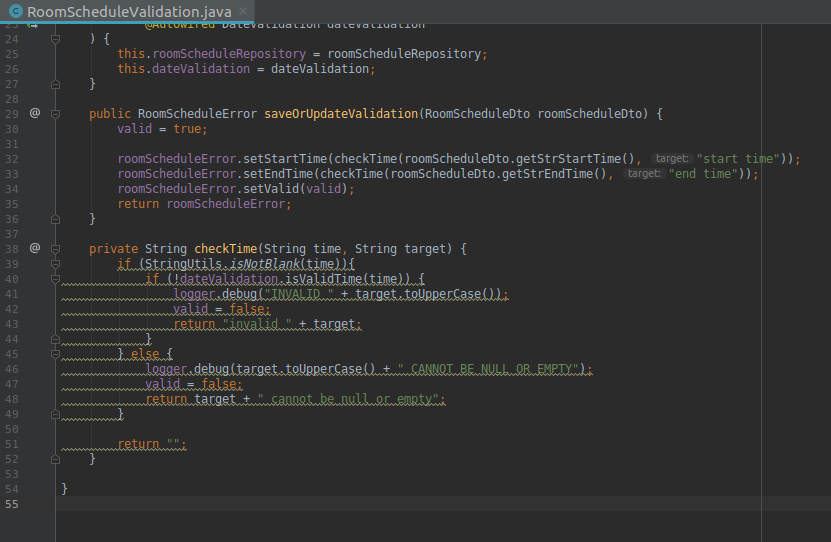 RoomScheduleValidation.java
23 @Autowired DateValidation dateValidation
24 ) {
25 this.roomScheduleRepository = roomScheduleRepository;
26 this.dateValidation = dateValidation;
27 }
28
29 @ public RoomScheduleError saveOrUpdateValidation(RoomScheduleDto roomScheduleDto) {
30 valid = true;
31
32 roomScheduleError.setStartTime(checkTime(roomScheduleDto.getStrStartTime(), target: "start time"));
33 roomScheduleError.setEndTime(checkTime(roomScheduleDto.getStrEndTime(), target: "end time"));
34 roomScheduleError.setValid(valid);
35 return roomScheduleError;
36 }
37
38 @ private String checkTime(String time, String target) {
39 if (StringUtils.isNotBlank(time)){
40 if (!dateValidation.isValidTime(time)) {
41 logger.debug("INVALID " + target.toUpperCase());
42 valid = false;
43 return "invalid " + target;
44 }
45 } else {
46 logger.debug(target.toUpperCase() + " CANNOT BE NULL OR EMPTY");
47 valid = false;
48 return target + " cannot be null or empty";
49 }
50
51 return "";
52 }
53
54 }
55